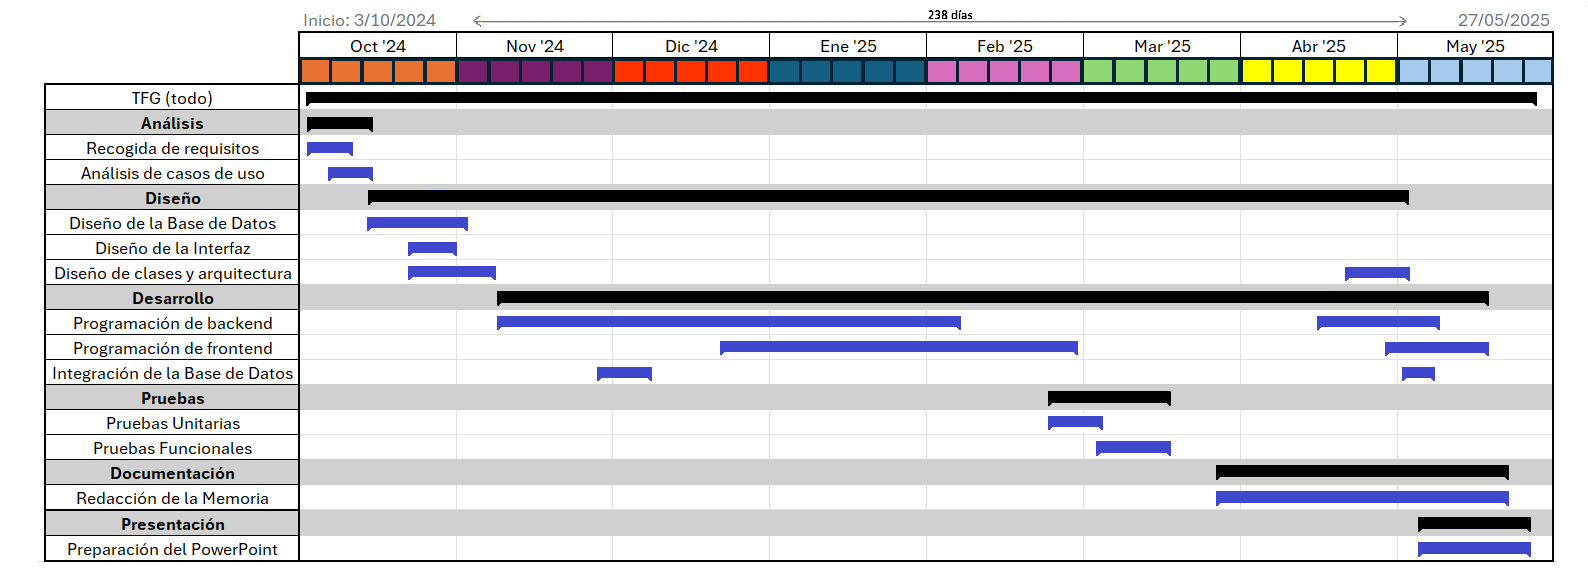 Inicio: 3/10/2024 238 días 27/05/2025
Oct '24 Nov '24 Dic '24 Ene '25 Feb '25 Mar '25 Abr '25 May '25
TFG (todo)
Análisis
Recogida de requisitos
Análisis de casos de uso
Diseño
Diseño de la Base de Datos
Diseño de la Interfaz
Diseño de clases y arquitectura
Desarrollo
Programación de backend
Programación de frontend
Integración de la Base de Datos
Pruebas
Pruebas Unitarias
Pruebas Funcionales
Documentación
Redacción de la Memoria
Presentación
Preparación del PowerPoint